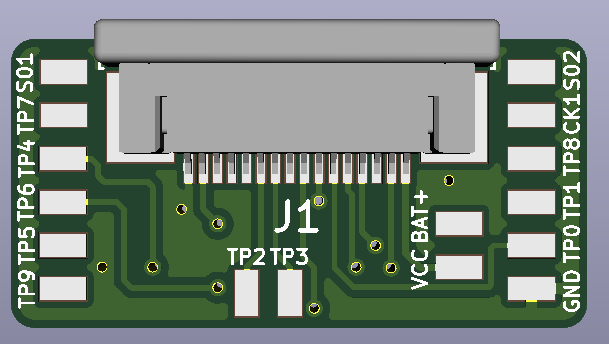 TP9 TP5 TP6 TP4 TP7 S01
J1
TP2 TP3
VCC BAT+
GND TP0 TP1 TP8 CK1 S02